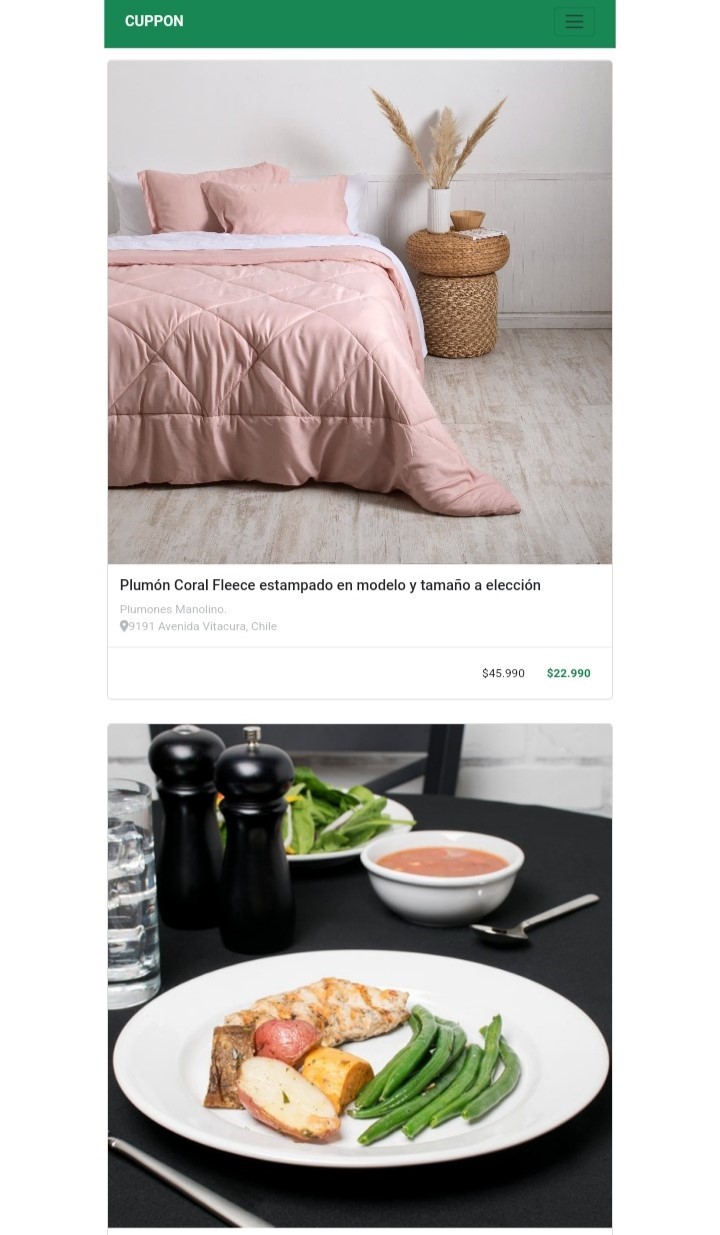 CUPPON
Plumón Coral Fleece estampado en modelo y tamaño a elección
Plumones Manolino.
9191 Avenida Vitacura, Chile
$45.990 $22.990